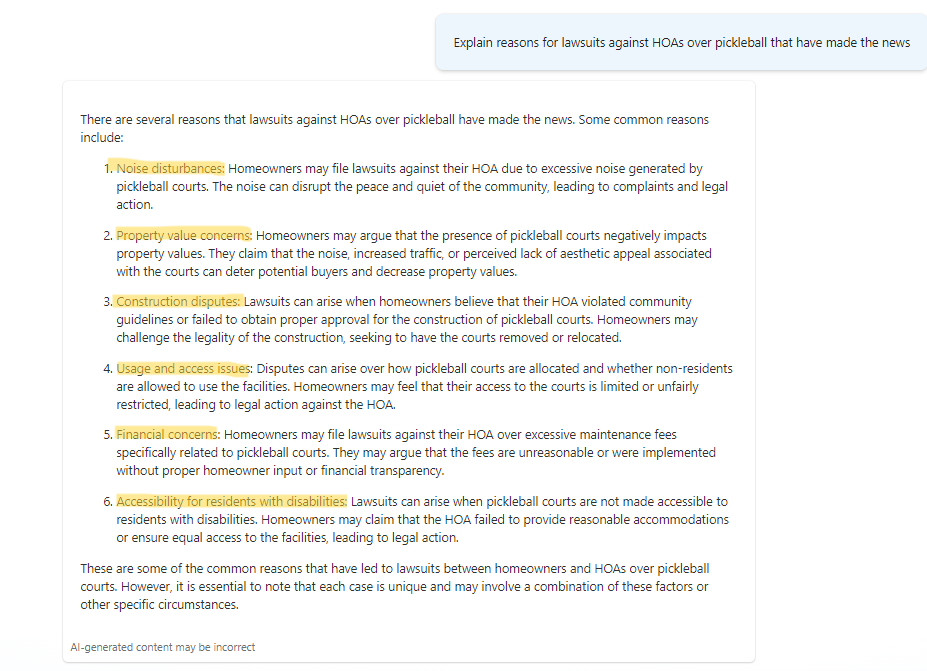 Explain reasons for lawsuits against HOAs over pickleball that have made the news
There are several reasons that lawsuits against HOAs over pickleball have made the news. Some common reasons
include:
1. Noise disturbances: Homeowners may file lawsuits against their HOA due to excessive noise generated by
pickleball courts. The noise can disrupt the peace and quiet of the community, leading to complaints and legal
action.
2. Property value concerns: Homeowners may argue that the presence of pickleball courts negatively impacts
property values. They claim that the noise, increased traffic, or perceived lack of aesthetic appeal associated
with the courts can deter potential buyers and decrease property values.
3. Construction disputes: Lawsuits can arise when homeowners believe that their HOA violated community
guidelines or failed to obtain proper approval for the construction of pickleball courts. Homeowners may
challenge the legality of the construction, seeking to have the courts removed or relocated.
4. Usage and access issues: Disputes can arise over how pickleball courts are allocated and whether non-residents
are allowed to use the facilities. Homeowners may feel that their access to the courts is limited or unfairly
restricted, leading to legal action against the HOA.
5. Financial concerns: Homeowners may file lawsuits against their HOA over excessive maintenance fees
specifically related to pickleball courts. They may argue that the fees are unreasonable or were implemented
without proper homeowner input or financial transparency.
6. Accessibility for residents with disabilities: Lawsuits can arise when pickleball courts are not made accessible to
residents with disabilities. Homeowners may claim that the HOA failed to provide reasonable accommodations
or ensure equal access to the facilities, leading to legal action.
These are some of the common reasons that have led to lawsuits between homeowners and HOAs over pickleball
courts. However, it is essential to note that each case is unique and may involve a combination of these factors or
other specific circumstances.
AI-generated content may be incorrect